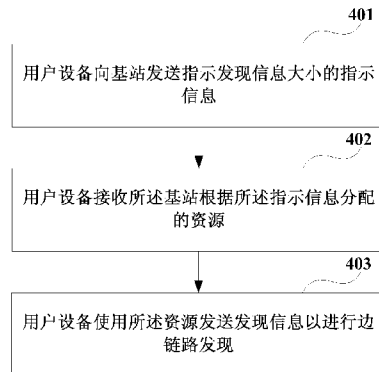 401
用户设备向基站发送指示发现信息大小的指示
信息
402
用户设备接收所述基站根据所述指示信息分配
的资源
403
用户设备使用所述资源发送发现信息以进行边
链路发现